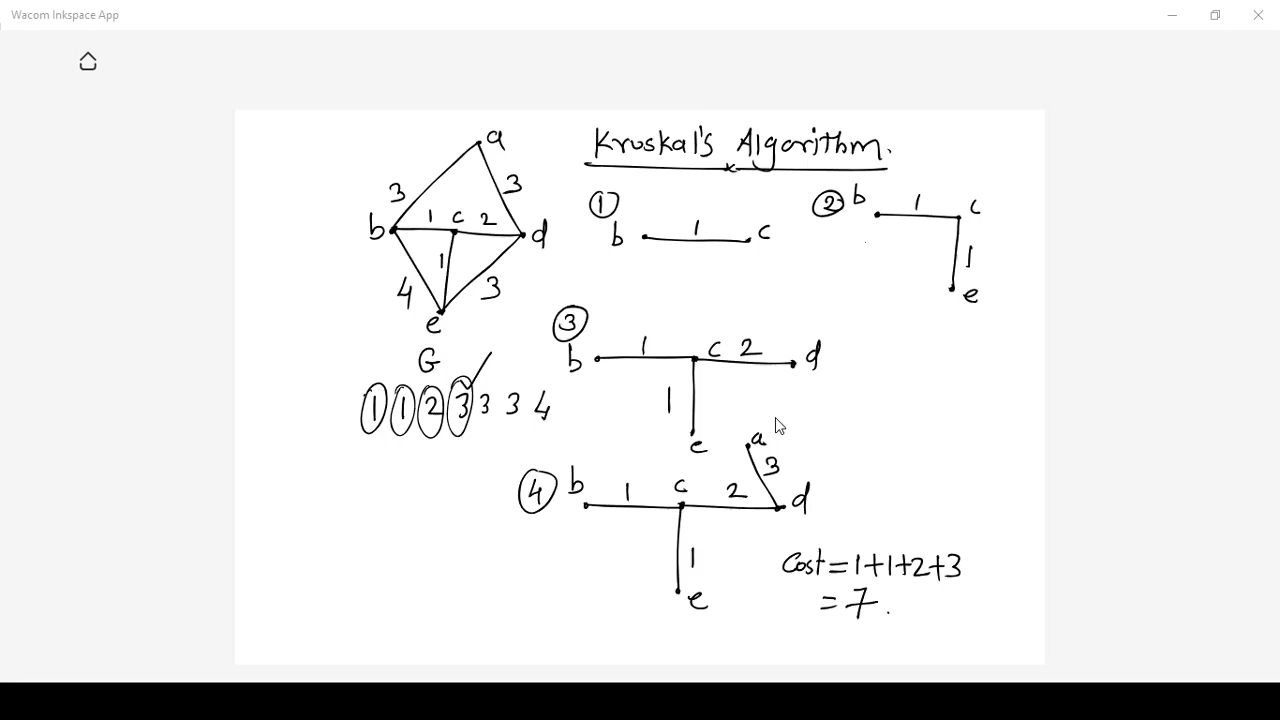 Wacom Inkspace App
Kruskal's Algorithm.
a
3 3
b 1 c 2 d
4 1 3
e
G
1 1 2 3 3 3 4
① b 1 c
② b 1 c
1
e
③ b 1 c 2 d
1
e
④ b 1 c 2 d
a
3
1
e
Cost = 1+1+2+3
= 7.